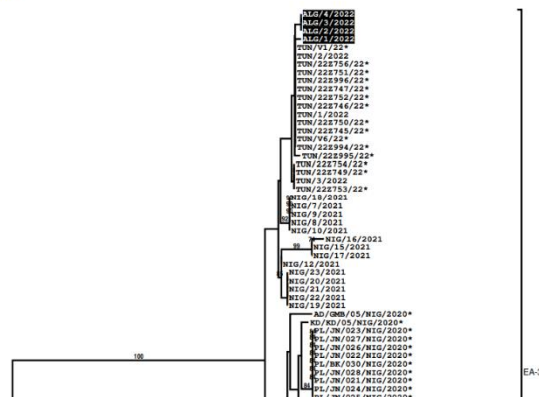 ALG/4/2022
ALG/3/2022
ALG/2/2022
ALG/1/2022
TUN/V1/22*
TUN/2/2022
TUN/22Z756/22*
TUN/22Z751/22*
TUN/22Z996/22*
TUN/22Z747/22*
TUN/22Z752/22*
TUN/22Z746/22*
TUN/1/2022
TUN/22Z750/22*
TUN/22Z745/22*
TUN/V6/22*
TUN/22Z994/22*
TUN/22Z995/22*
TUN/22Z754/22*
TUN/22Z749/22*
TUN/3/2022
TUN/22Z753/22*
NIG/18/2021
NIG/7/2021
NIG/9/2021
92 NIG/8/2021
NIG/10/2021
NIG/16/2021
99 NIG/15/2021
NIG/17/2021
NIG/12/2021
NIG/23/2021
NIG/20/2021
NIG/21/2021
NIG/22/2021
NIG/19/2021
AD/GMB/05/NIG/2020*
KD/KD/05/NIG/2020*
PL/JN/023/NIG/2020*
PL/JN/027/NIG/2020*
PL/JN/026/NIG/2020*
100 PL/JN/022/NIG/2020*
PL/BK/030/NIG/2020*
PL/JN/028/NIG/2020*
PL/JN/021/NIG/2020*
PL/JN/024/NIG/2020*